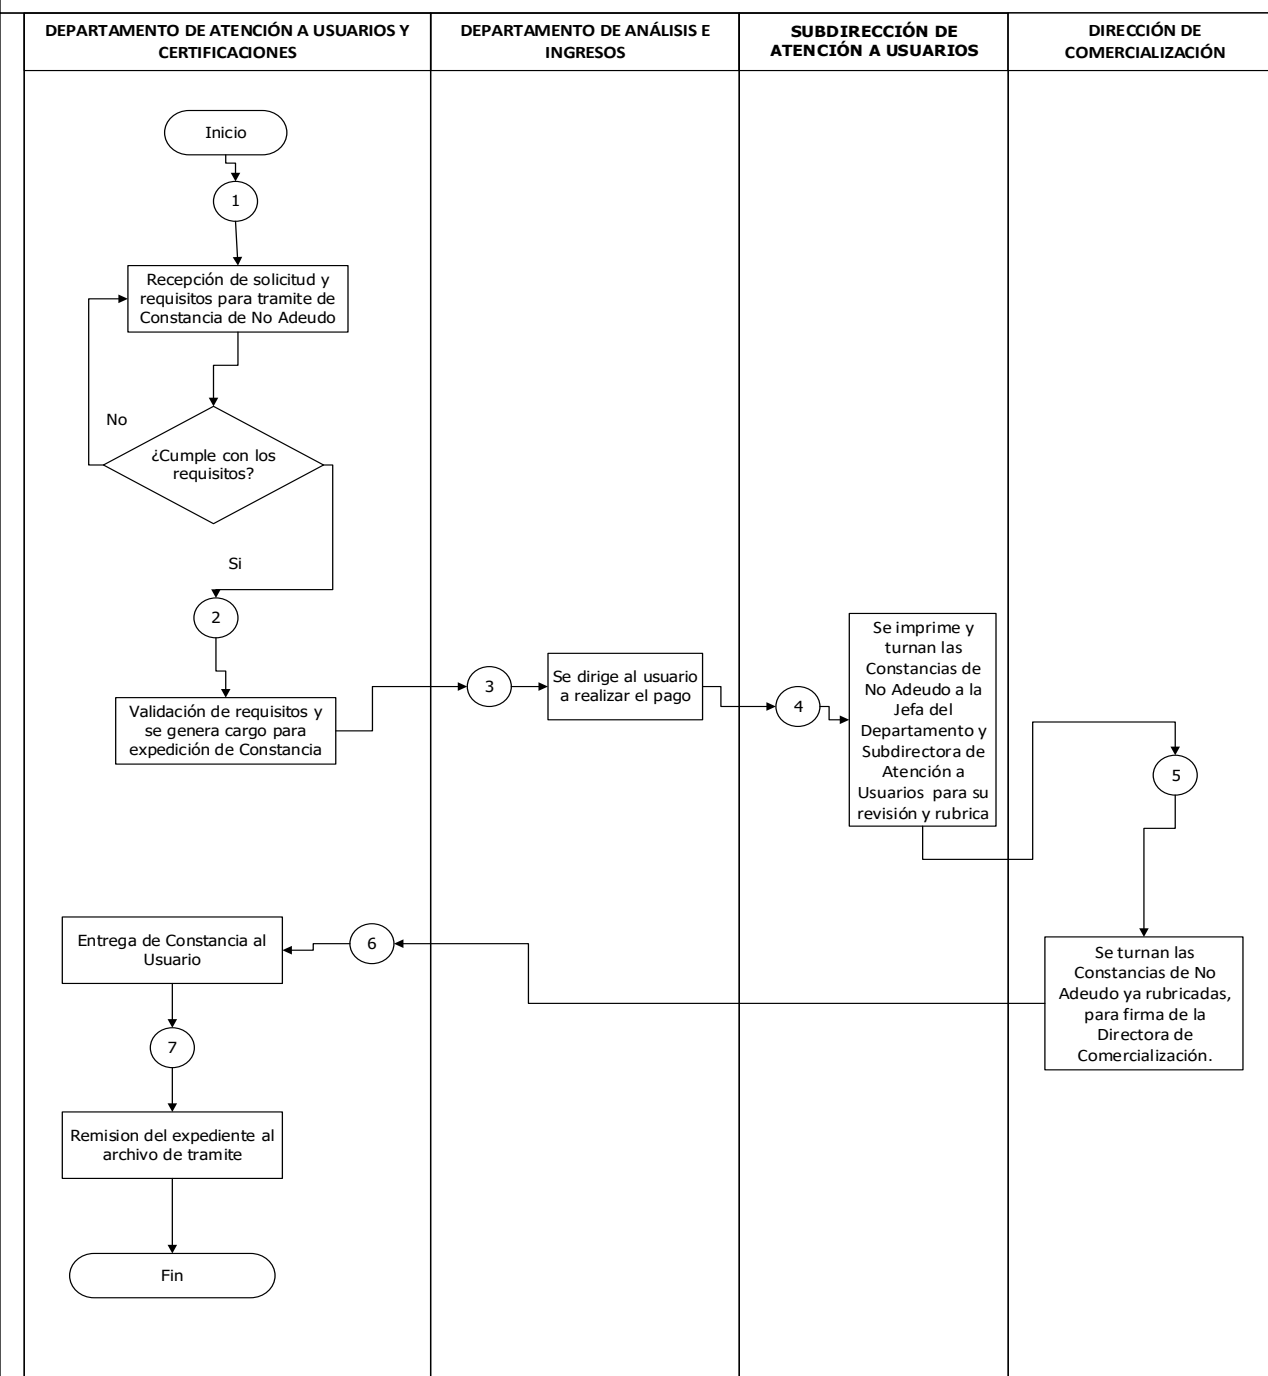 DEPARTAMENTO DE ATENCIÓN A USUARIOS Y
CERTIFICACIONES
DEPARTAMENTO DE ANÁLISIS E
INGRESOS
SUBDIRECCIÓN DE
ATENCIÓN A USUARIOS
DIRECCIÓN DE
COMERCIALIZACIÓN
Inicio
1
Recepción de solicitud y
requisitos para tramite de
Constancia de No Adeudo
No
¿Cumple con los
requisitos?
Si
2
Validación de requisitos y
se genera cargo para
expedición de Constancia
3
Se dirige al usuario
a realizar el pago
4
Se imprime y
turnan las
Constancias de
No Adeudo a la
Jefa del
Departamento y
Subdirectora de
Atención a
Usuarios para su
revisión y rubrica
5
Se turnan las
Constancias de No
Adeudo ya rubricadas,
para firma de la
Directora de
Comercialización.
6
Entrega de Constancia al
Usuario
7
Remision del expediente al
archivo de tramite
Fin